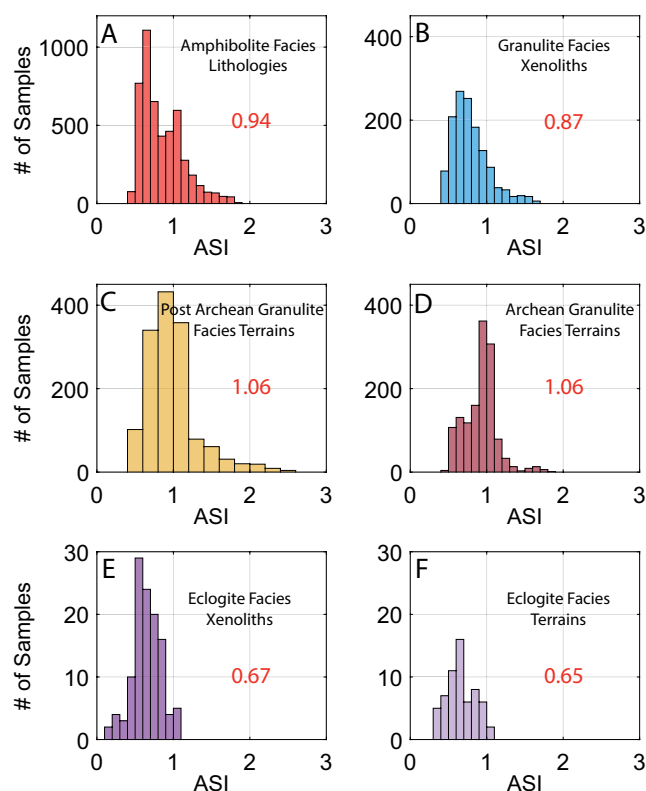 A
Amphibolite Facies
Lithologies
0.94
# of Samples
1000
500
0
0 1 2 3
ASI
B
Granulite Facies
Xenoliths
0.87
400
200
0
0 1 2 3
ASI
C
Post Archean Granulite
Facies Terrains
1.06
# of Samples
400
200
0
0 1 2 3
ASI
D
Archean Granulite
Facies Terrains
1.06
400
200
0
0 1 2 3
ASI
E
Eclogite Facies
Xenoliths
0.67
# of Samples
30
20
10
0
0 1 2 3
ASI
F
Eclogite Facies
Terrains
0.65
30
20
10
0
0 1 2 3
ASI